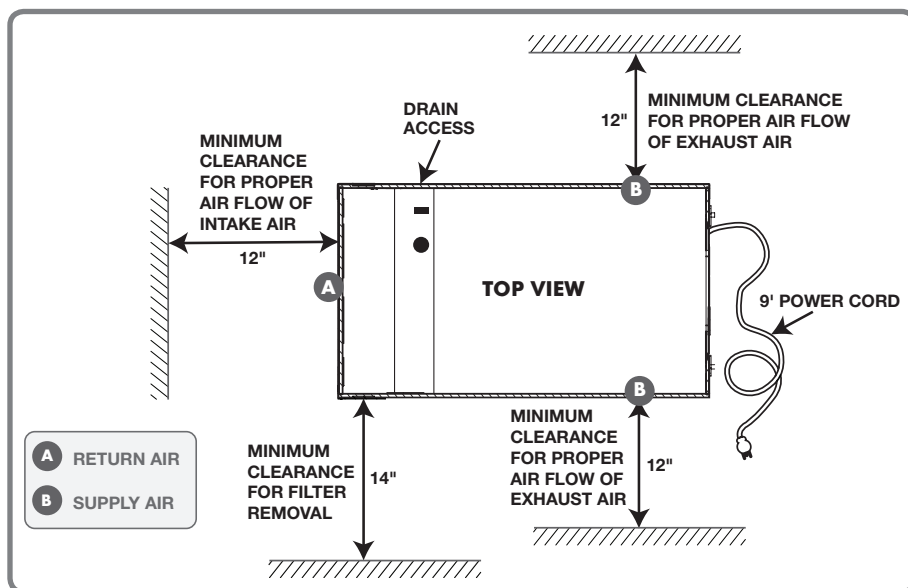 12"
MINIMUM CLEARANCE
FOR PROPER AIR FLOW
OF EXHAUST AIR
DRAIN
ACCESS
MINIMUM
CLEARANCE
FOR PROPER
AIR FLOW OF
INTAKE AIR
12"
B
A
TOP VIEW
9' POWER CORD
B
MINIMUM
CLEARANCE
FOR FILTER
REMOVAL
14"
MINIMUM
CLEARANCE
FOR PROPER
AIR FLOW OF
EXHAUST AIR
12"
A RETURN AIR
B SUPPLY AIR